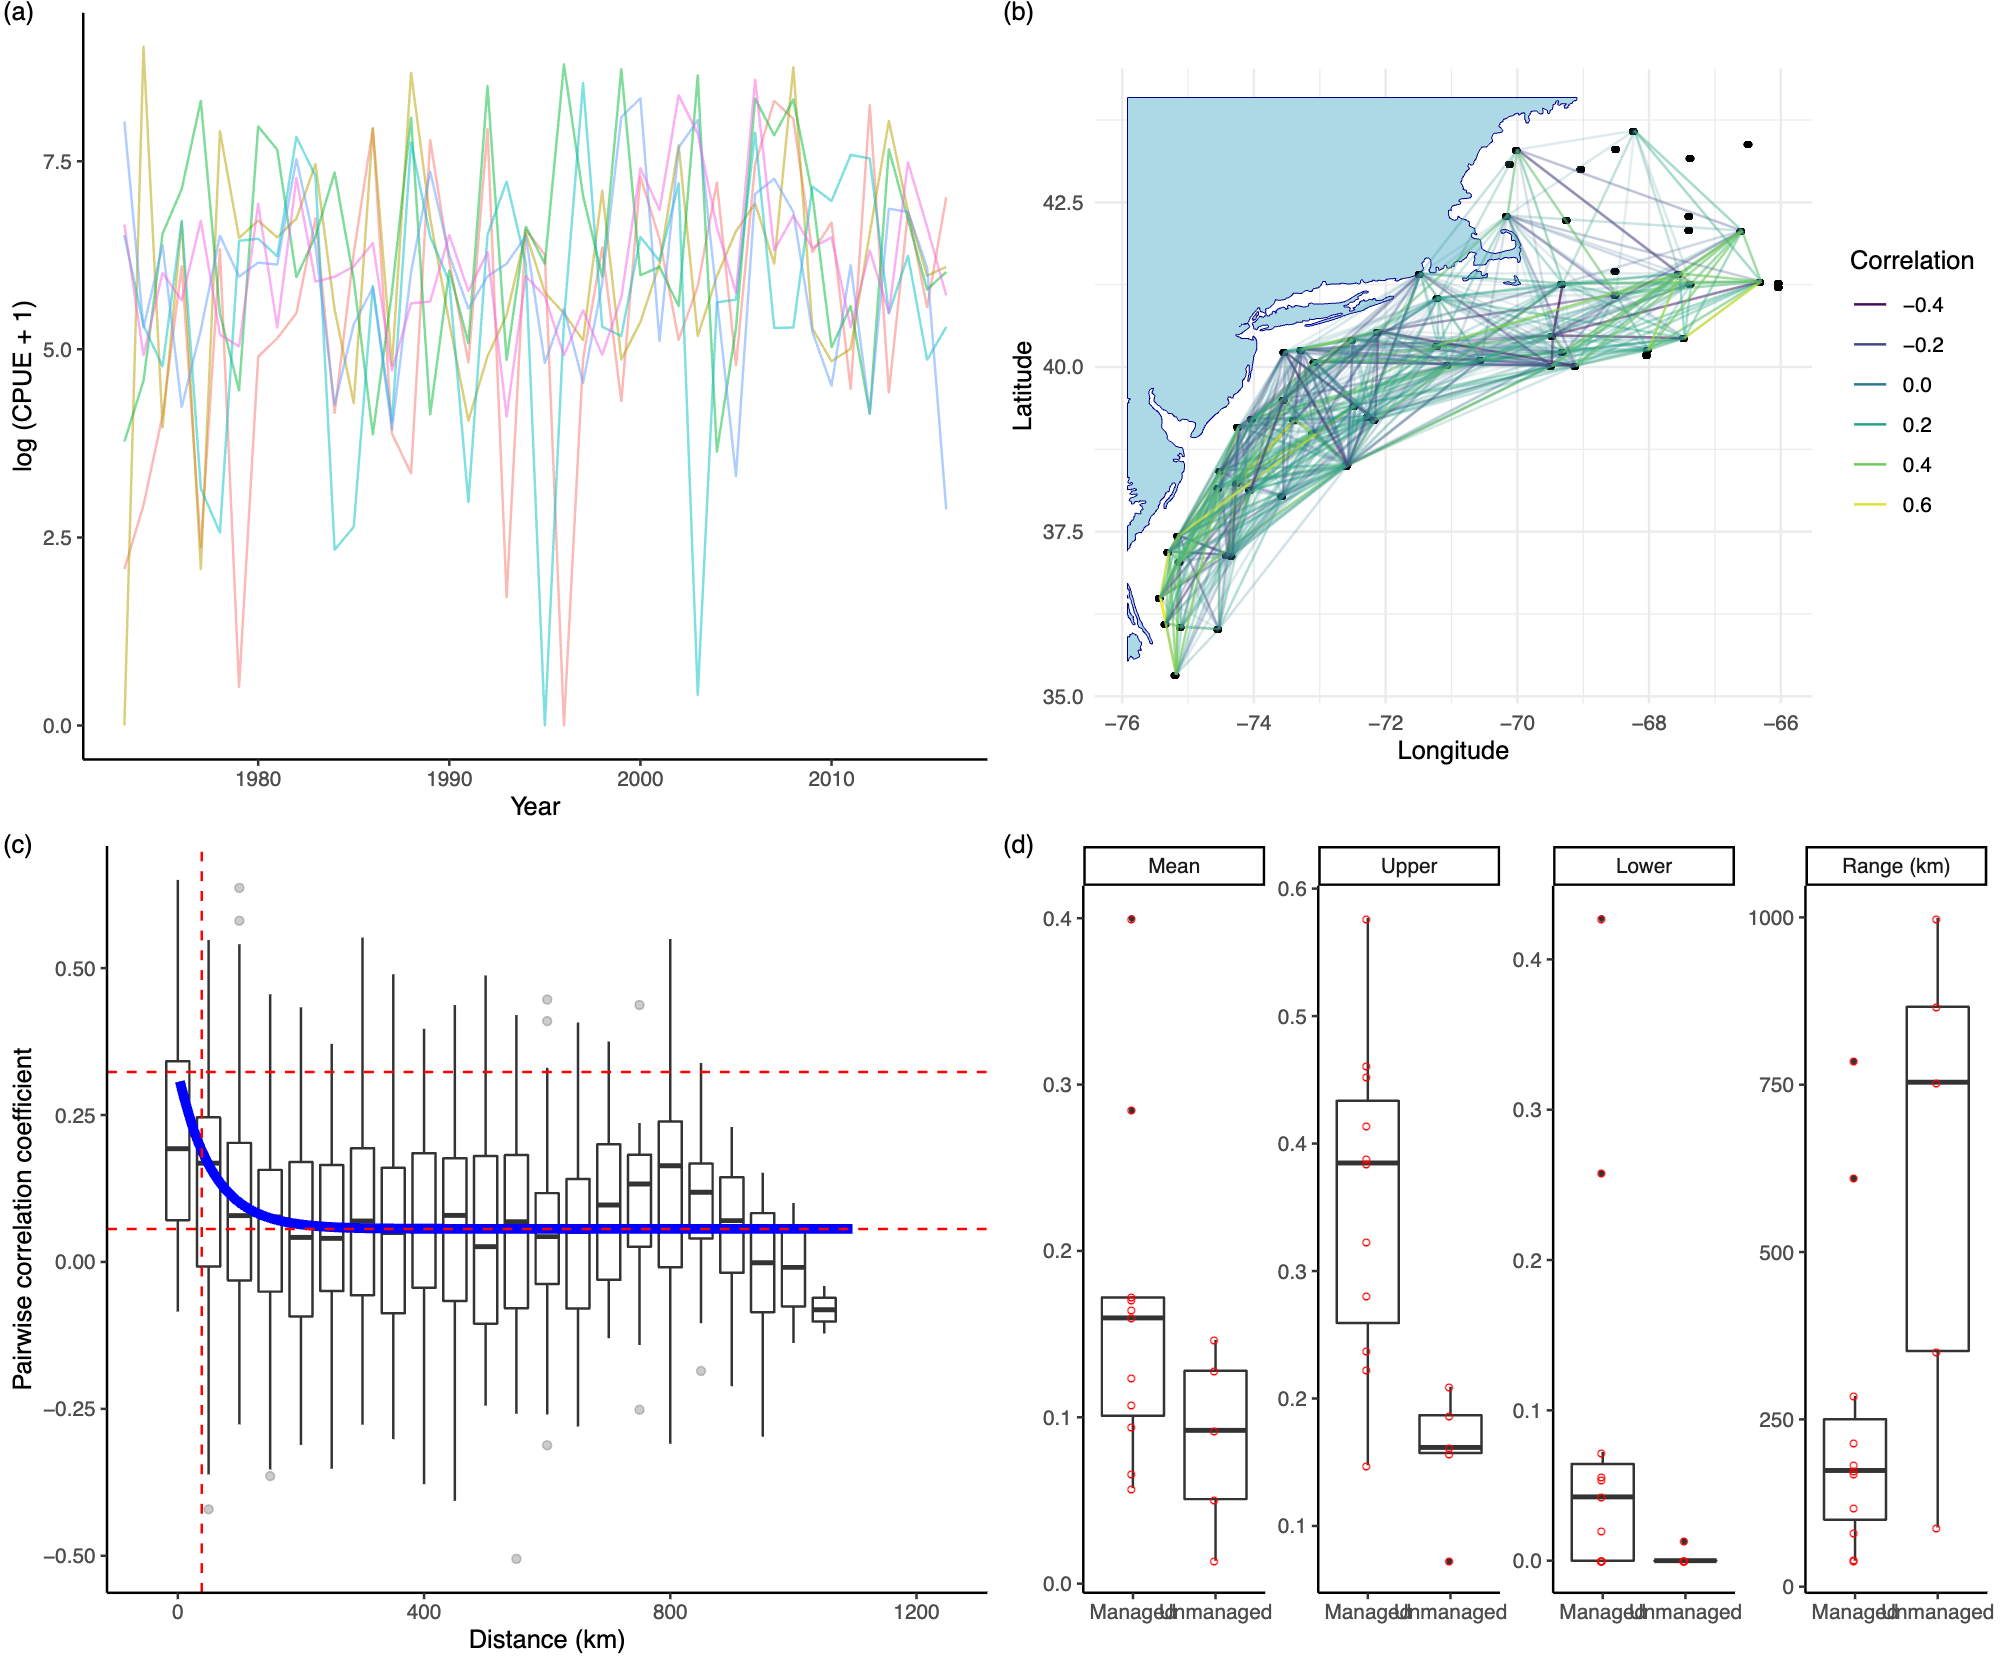 (a)
7.5
5.0
2.5
0.0
log (CPUE + 1)
1980 1990 2000 2010
Year
(b)
42.5
40.0
37.5
35.0
Latitude
−76 −74 −72 −70 −68 −66
Longitude
Correlation
−0.4
−0.2
0.0
0.2
0.4
0.6
(c)
0.50
0.25
0.00
−0.25
−0.50
Pairwise correlation coefficient
0 400 800 1200
Distance (km)
(d)
Mean Upper Lower Range (km)
0.4
0.3
0.2
0.1
0.0
Managed Unmanaged
0.6
0.5
0.4
0.3
0.2
0.1
Managed Unmanaged
0.4
0.3
0.2
0.1
0.0
Managed Unmanaged
1000
750
500
250
0
Managed Unmanaged